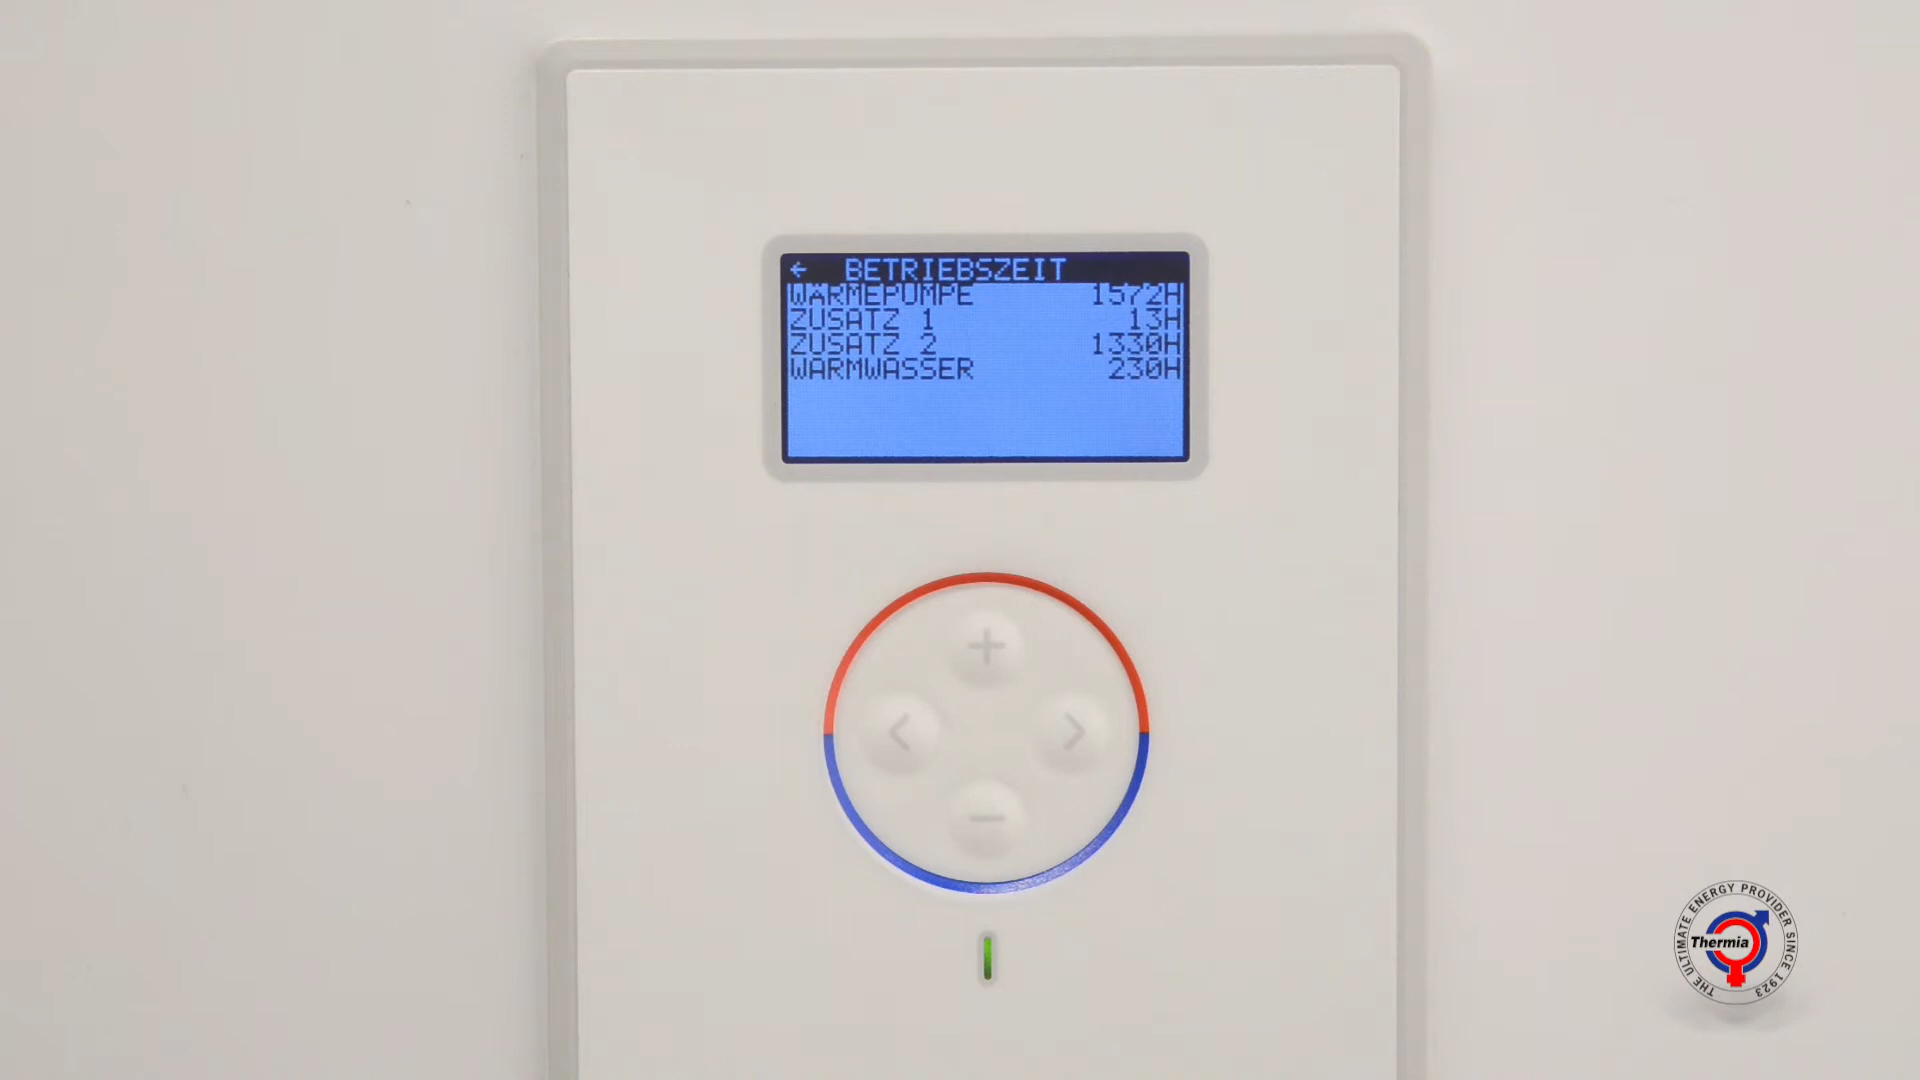 ← BETRIEBSZEIT
WÄRMEPUMPE 1572H
ZUSATZ 1 13H
ZUSATZ 2 1330H
WARMWASSER 230H
THE ULTIMATE ENERGY PROVIDER SINCE 1923
Thermia